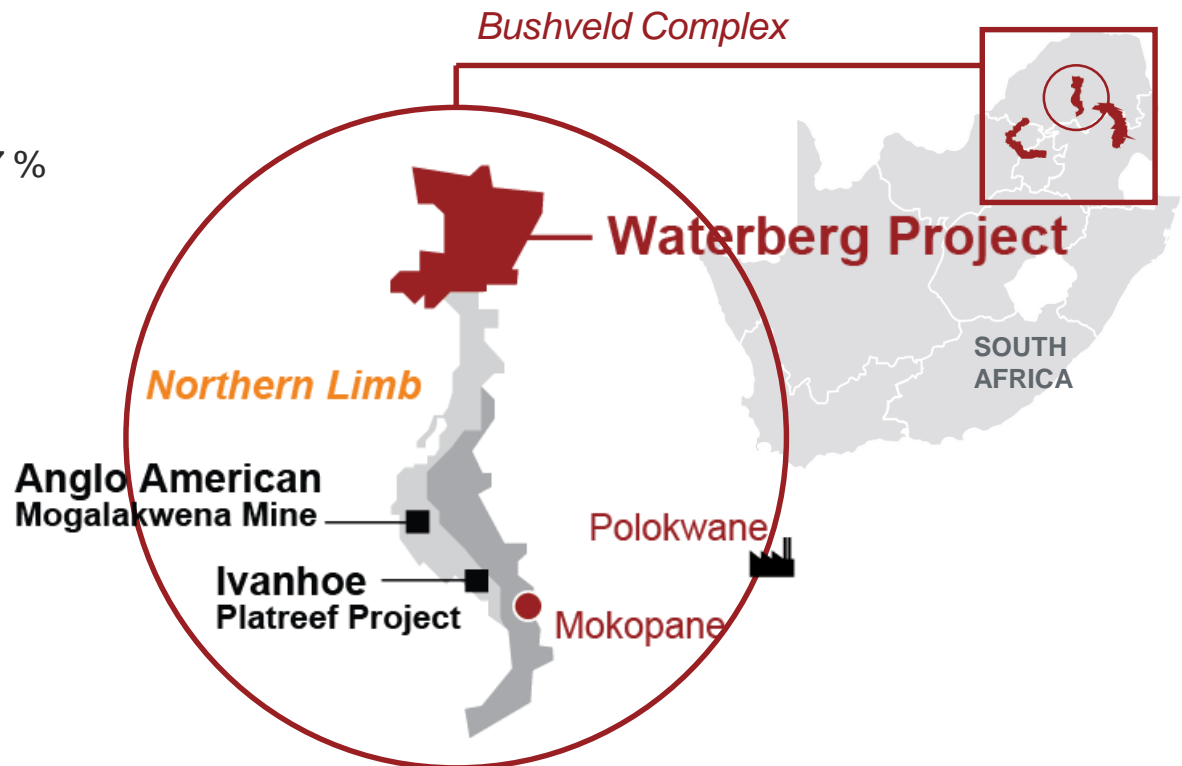 Bushveld Complex
%
Waterberg Project
SOUTH
AFRICA
Northern Limb
Anglo American
Mogalakwena Mine
Polokwane
Ivanhoe
Platreef Project
Mokopane